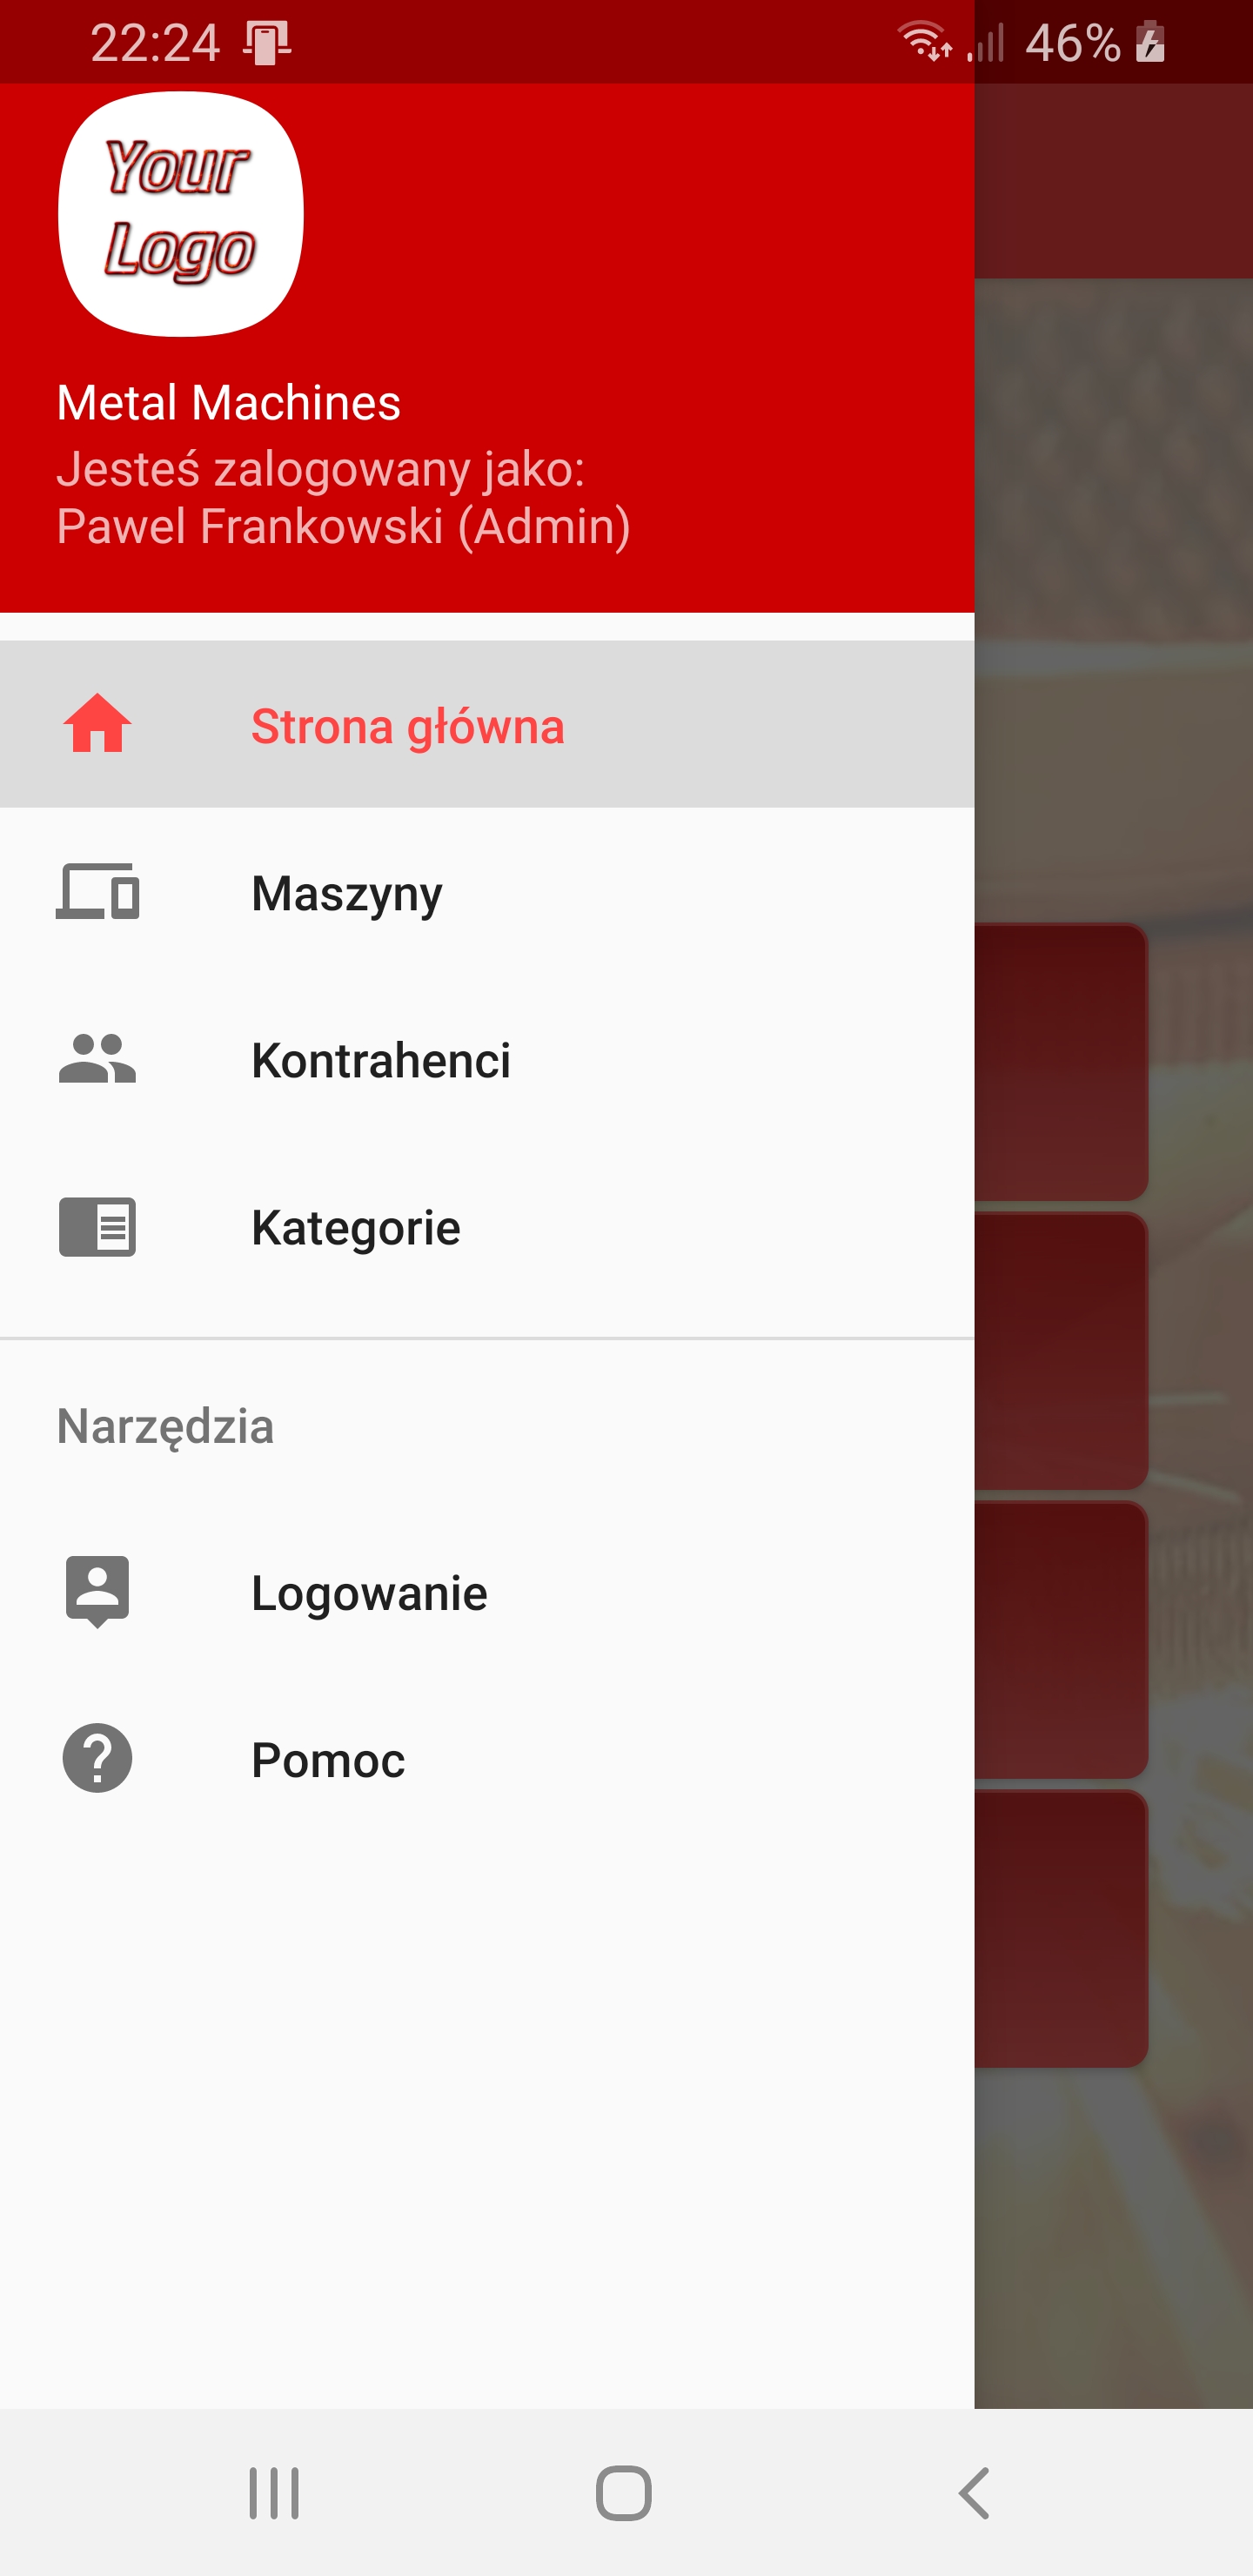 22:24
46%
Your
Logo
Metal Machines
Jesteś zalogowany jako:
Pawel Frankowski (Admin)
Strona główna
Maszyny
Kontrahenci
Kategorie
Narzędzia
Logowanie
Pomoc